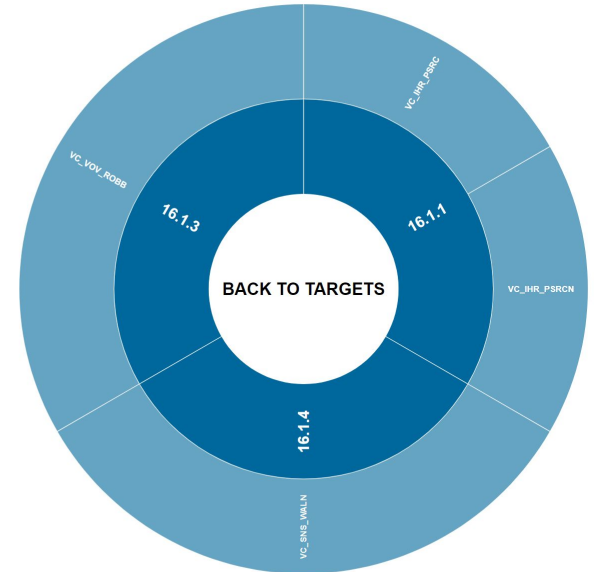 VC_IHR_PSRC
VC_VOV_ROBB
16.1.3
16.1.1
BACK TO TARGETS
VC_IHR_PSRCN
16.1.4
VC_SNS_WALN